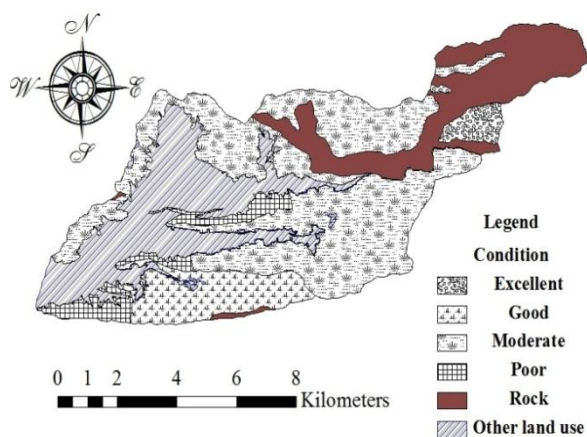 N
W E
S
Legend
Condition
Excellent
Good
Moderate
Poor
Rock
Other land use
0 1 2 4 6 8
Kilometers